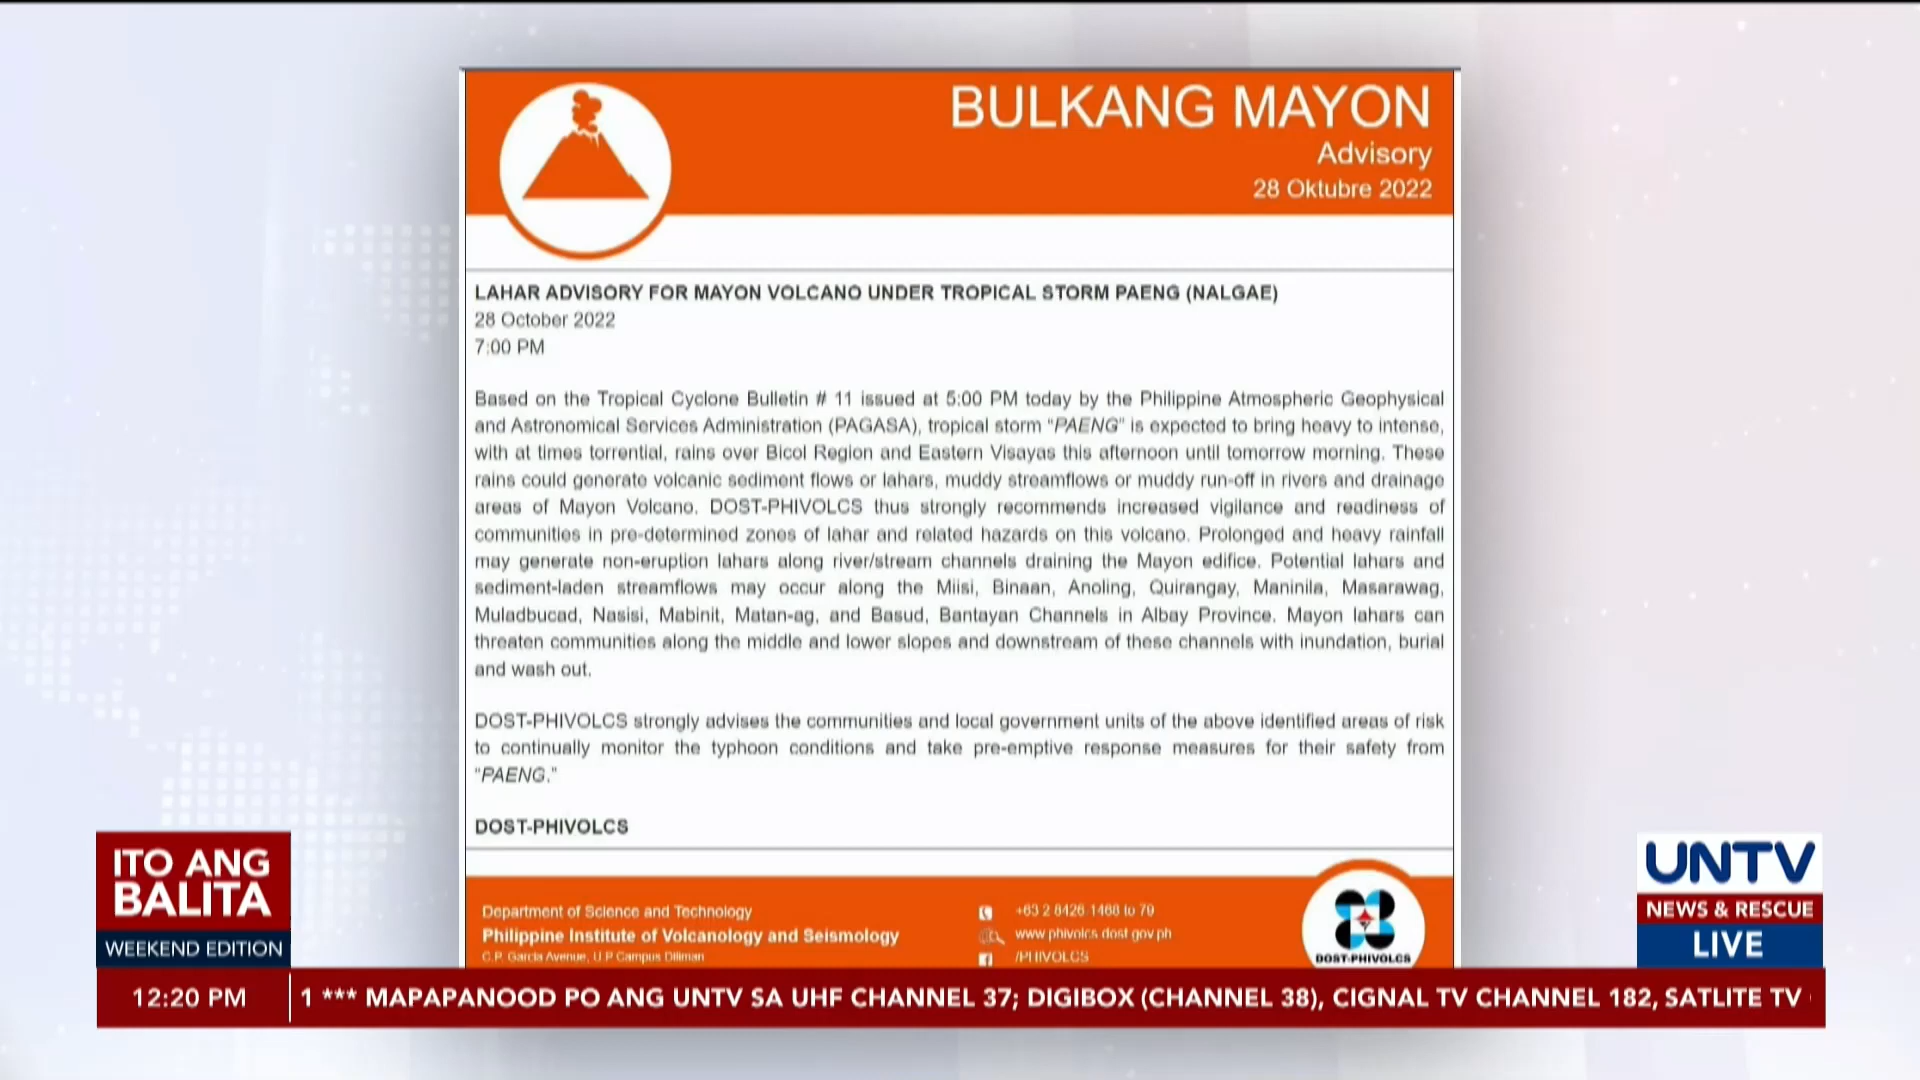 BULKANG MAYON
Advisory
28 Oktubre 2022
LAHAR ADVISORY FOR MAYON VOLCANO UNDER TROPICAL STORM PAENG (NALGAE)
28 October 2022
7:00 PM
Based on the Tropical Cyclone Bulletin # 11 issued at 5:00 PM today by the Philippine Atmospheric Geophysical
and Astronomical Services Administration (PAGASA), tropical storm "PAENG" is expected to bring heavy to intense,
with at times torrential, rains over Bicol Region and Eastern Visayas this afternoon until tomorrow morning. These
rains could generate volcanic sediment flows or lahars, muddy streamflows or muddy run-off in rivers and drainage
areas of Mayon Volcano. DOST-PHIVOLCS thus strongly recommends increased vigilance and readiness of
communities in pre-determined zones of lahar and related hazards on this volcano. Prolonged and heavy rainfall
may generate non-eruption lahars along river/stream channels draining the Mayon edifice. Potential lahars and
sediment-laden streamflows may occur along the Miisi, Binaan, Anoling, Quirangay, Maninila, Masarawag,
Muladbucad, Nasisi, Mabinit, Matan-ag, and Basud, Bantayan Channels in Albay Province. Mayon lahars can
threaten communities along the middle and lower slopes and downstream of these channels with inundation, burial
and wash out.
DOST-PHIVOLCS strongly advises the communities and local government units of the above identified areas of risk
to continually monitor the typhoon conditions and take pre-emptive response measures for their safety from
"PAENG."
DOST-PHIVOLCS
Department of Science and Technology
Philippine Institute of Volcanology and Seismology
C.P. Garcia Avenue, U.P Campus Diliman
+63 2 8426 1468 to 79
www.phivolcs.dost.gov.ph
/PHIVOLCS
DOST-PHIVOLCS
ITO ANG
BALITA
WEEKEND EDITION
UNTV
NEWS & RESCUE
LIVE
12:20 PM
1 *** MAPAPANOOD PO ANG UNTV SA UHF CHANNEL 37; DIGIBOX (CHANNEL 38), CIGNAL TV CHANNEL 182, SATLITE TV